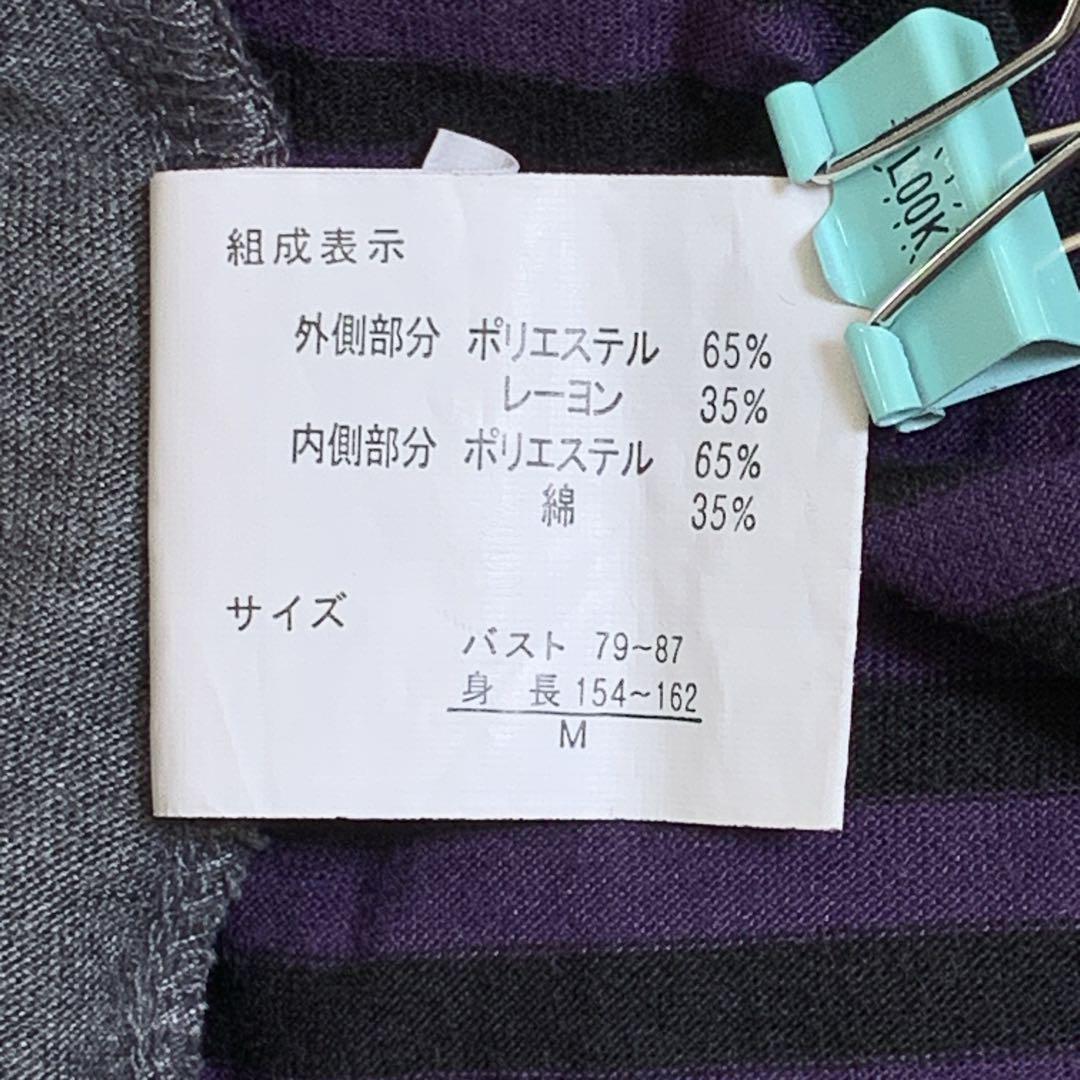 LOOK
組成表示
外側部分 ポリエステル 65%
レーヨン 35%
内側部分 ポリエステル 65%
綿 35%
サイズ
バスト 79~87
身 長 154~162
M